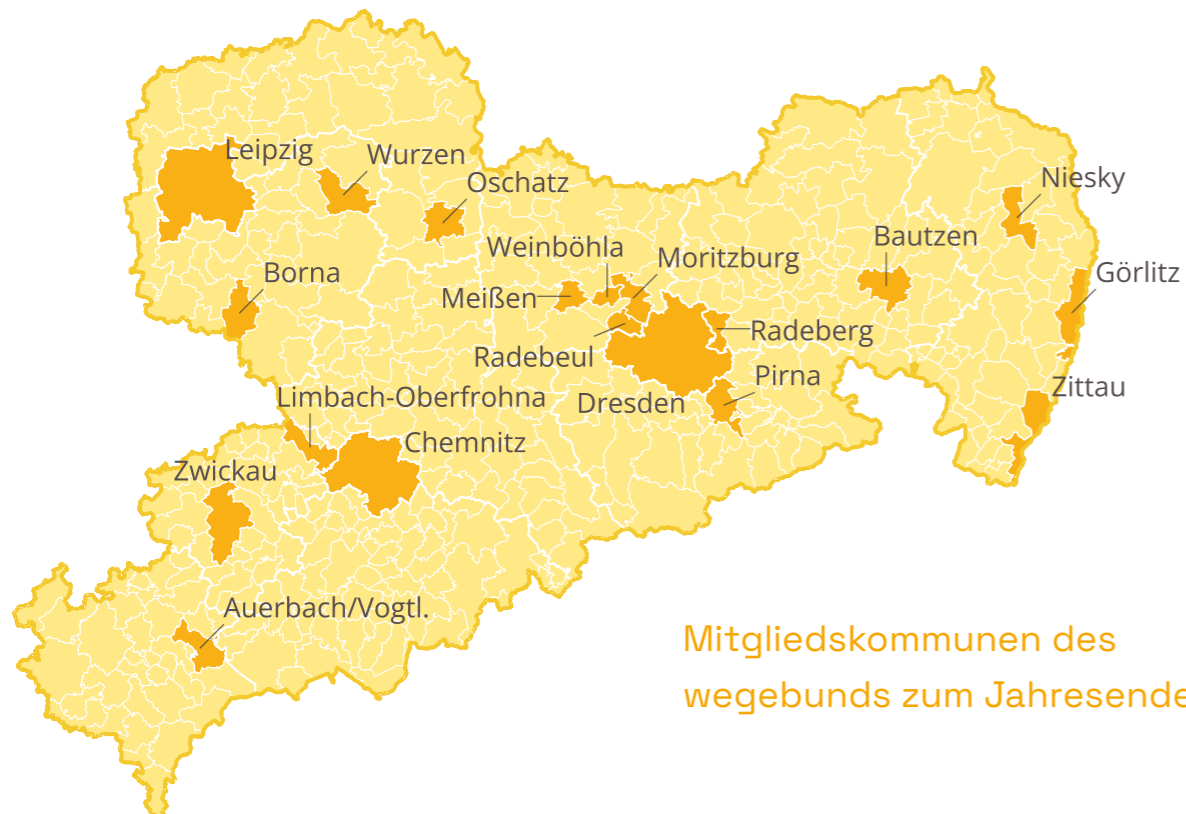 Leipzig
Wurzen
Oschatz
Niesky
Bautzen
Weinböhla
Moritzburg
Borna
Görlitz
Meißen
Radeberg
Radebeul
Pirna
Zittau
Limbach-Oberfrohna
Dresden
Chemnitz
Zwickau
Auerbach/Vogtl.
Mitgliedskommunen des
wegebunds zum Jahresende